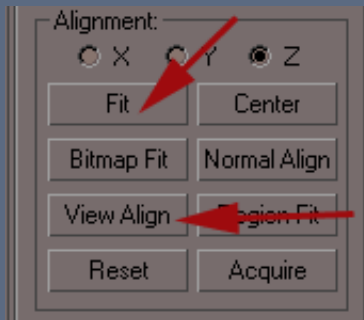 Alignment:
X Y Z
Fit Center
Bitmap Fit Normal Align
View Align Region Fit
Reset Acquire